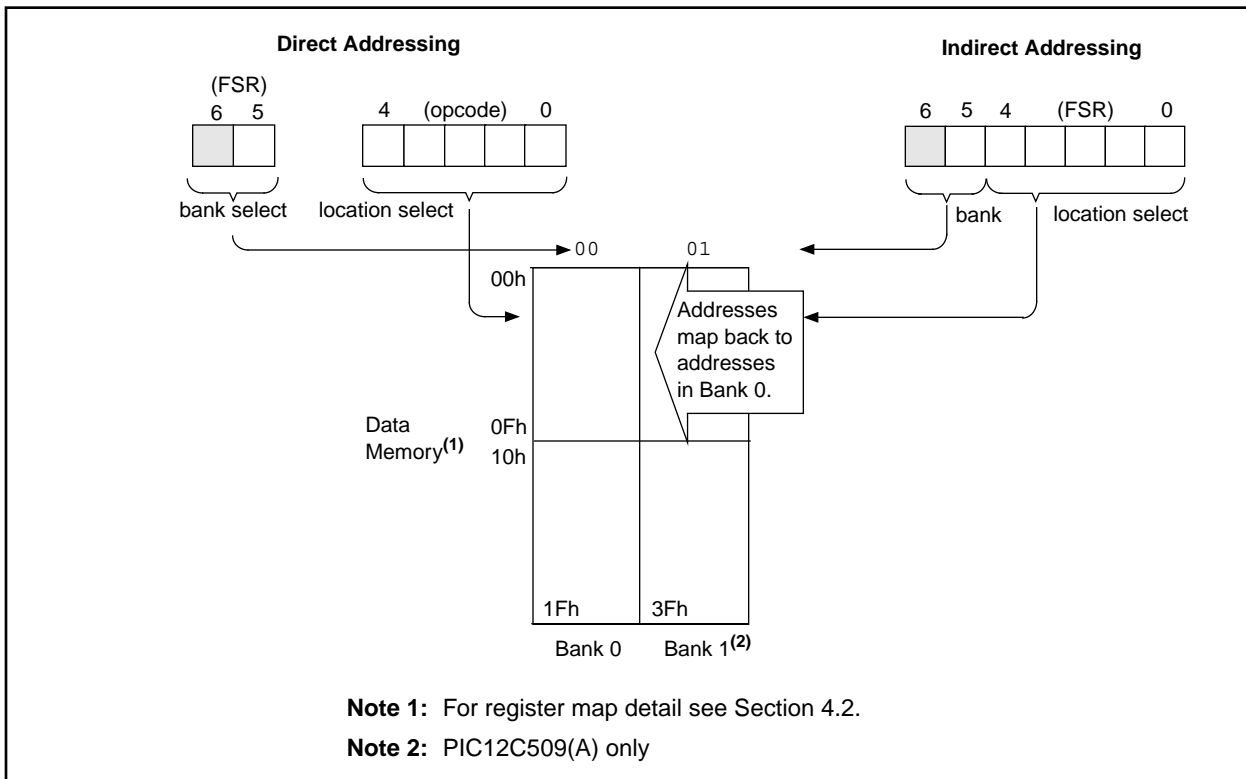 Direct Addressing
Indirect Addressing
(FSR)
6 5
4 (opcode) 0
6 5 4 (FSR) 0
bank select
location select
bank
location select
00
01
00h
Addresses
map back to
addresses
in Bank 0.
Data
Memory(1)
0Fh
10h
1Fh
3Fh
Bank 0
Bank 1(2)
Note 1: For register map detail see Section 4.2.
Note 2: PIC12C509(A) only